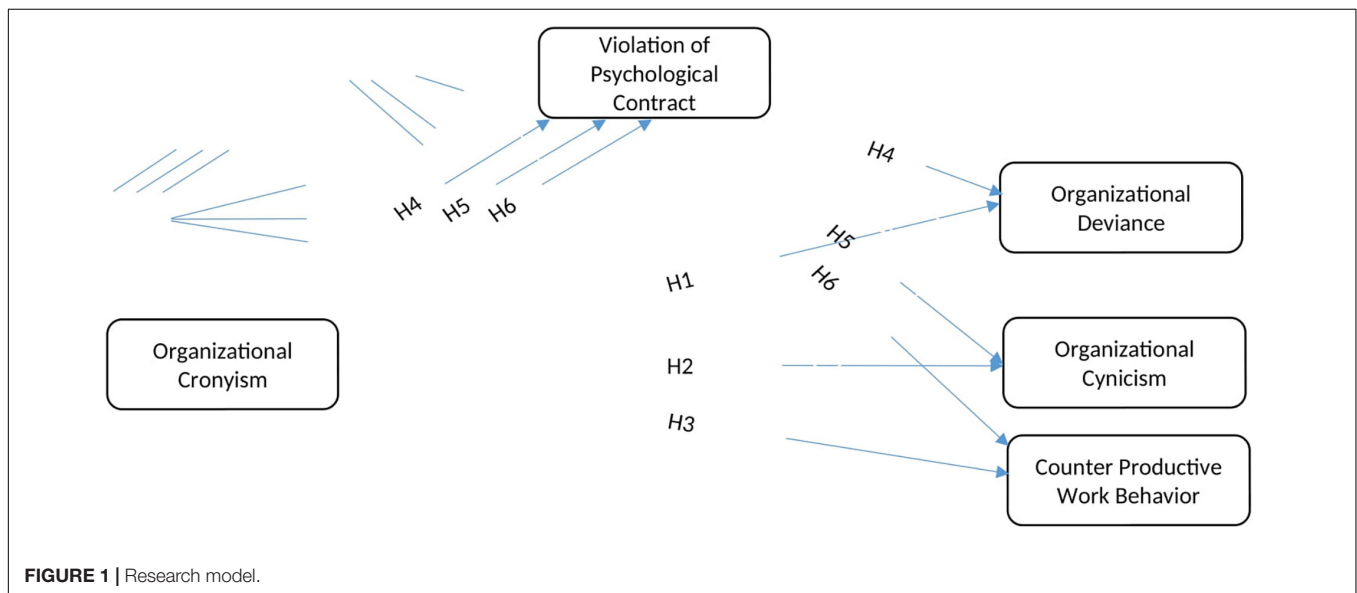 Violation of
Psychological
Contract
H4
H4
H5
H6
Organizational
Deviance
H5
H6
H1
Organizational
Cronyism
H2
Organizational
Cynicism
H3
Counter Productive
Work Behavior
FIGURE 1 | Research model.